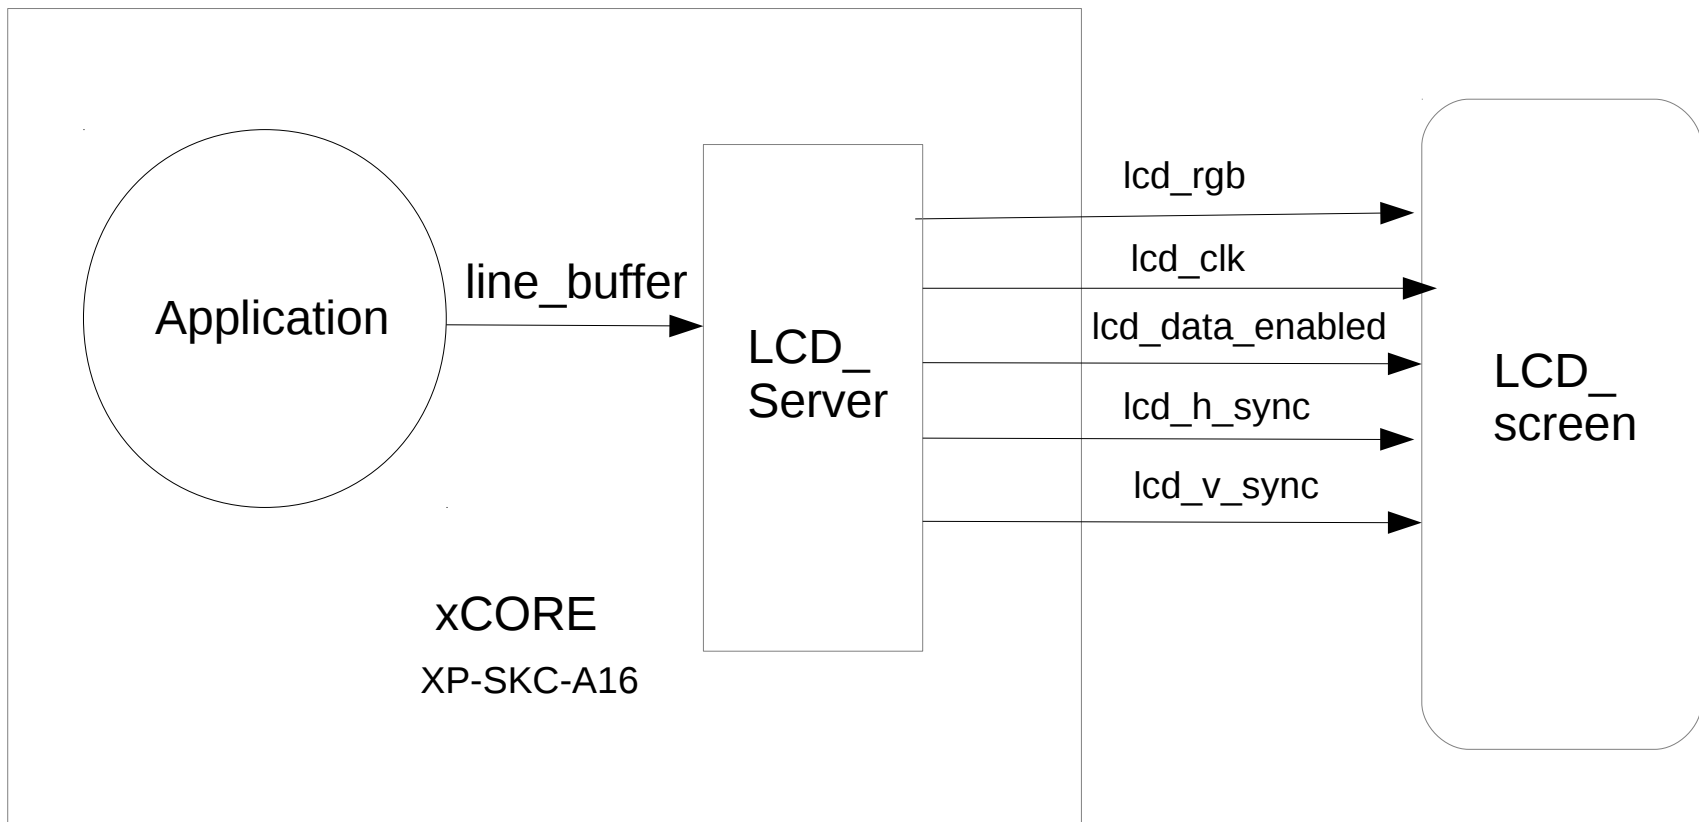 Application
line_buffer
LCD_
Server
lcd_rgb
lcd_clk
lcd_data_enabled
lcd_h_sync
lcd_v_sync
LCD_
screen
xCORE
XP-SKC-A16